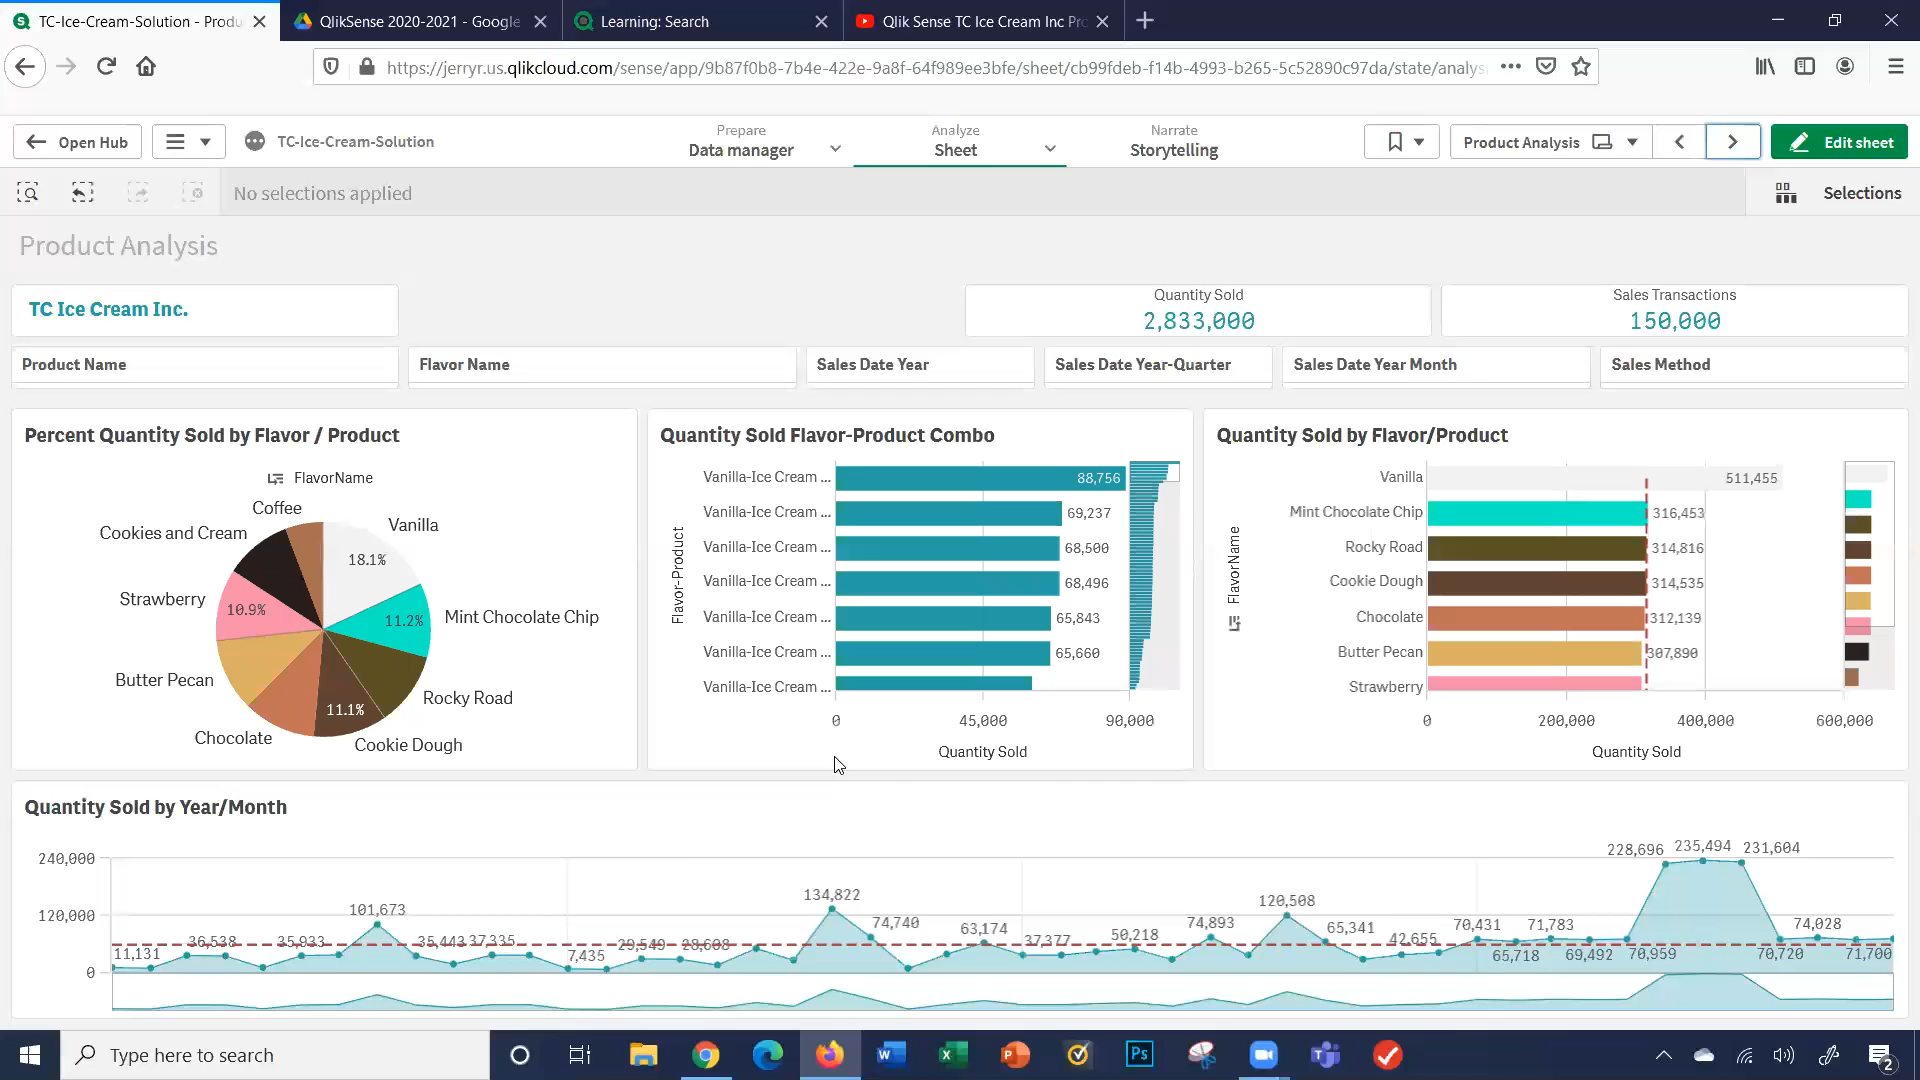 TC-Ice-Cream-Solution - Produ
QlikSense 2020-2021 - Google
Learning: Search
Qlik Sense TC Ice Cream Inc Pro
https://jerryr.us.qlikcloud.com/sense/app/9b87f0b8-7b4e-422e-9a8f-64f989ee3bfe/sheet/cb99fdeb-f14b-4993-b265-5c52890c97da/state/analys
Open Hub
TC-Ice-Cream-Solution
Prepare
Data manager
Analyze
Sheet
Narrate
Storytelling
Product Analysis
Edit sheet
No selections applied
Selections
Product Analysis
TC Ice Cream Inc.
Quantity Sold
2,833,000
Sales Transactions
150,000
Product Name
Flavor Name
Sales Date Year
Sales Date Year-Quarter
Sales Date Year Month
Sales Method
Percent Quantity Sold by Flavor / Product
FlavorName
Coffee
Vanilla
Cookies and Cream
18.1%
Strawberry
10.9%
11.2%
Mint Chocolate Chip
Butter Pecan
Rocky Road
11.1%
Chocolate
Cookie Dough
Quantity Sold Flavor-Product Combo
Flavor-Product
Vanilla-Ice Cream ...
88,756
Vanilla-Ice Cream ...
69,237
Vanilla-Ice Cream ...
68,500
Vanilla-Ice Cream ...
68,496
Vanilla-Ice Cream ...
65,843
Vanilla-Ice Cream ...
65,660
Vanilla-Ice Cream ...
0
45,000
90,000
Quantity Sold
Quantity Sold by Flavor/Product
FlavorName
Vanilla
511,455
Mint Chocolate Chip
316,453
Rocky Road
314,816
Cookie Dough
314,535
Chocolate
312,139
Butter Pecan
307,890
Strawberry
0
200,000
400,000
600,000
Quantity Sold
Quantity Sold by Year/Month
240,000
120,000
0
11,131
36,538
35,933
101,673
35,443
37,335
7,435
29,549
28,608
134,822
74,740
63,174
37,377
50,218
74,893
120,508
65,341
42,655
70,431
65,718
71,783
69,492
70,959
228,696
235,494
231,604
70,720
74,028
71,700
Type here to search
2